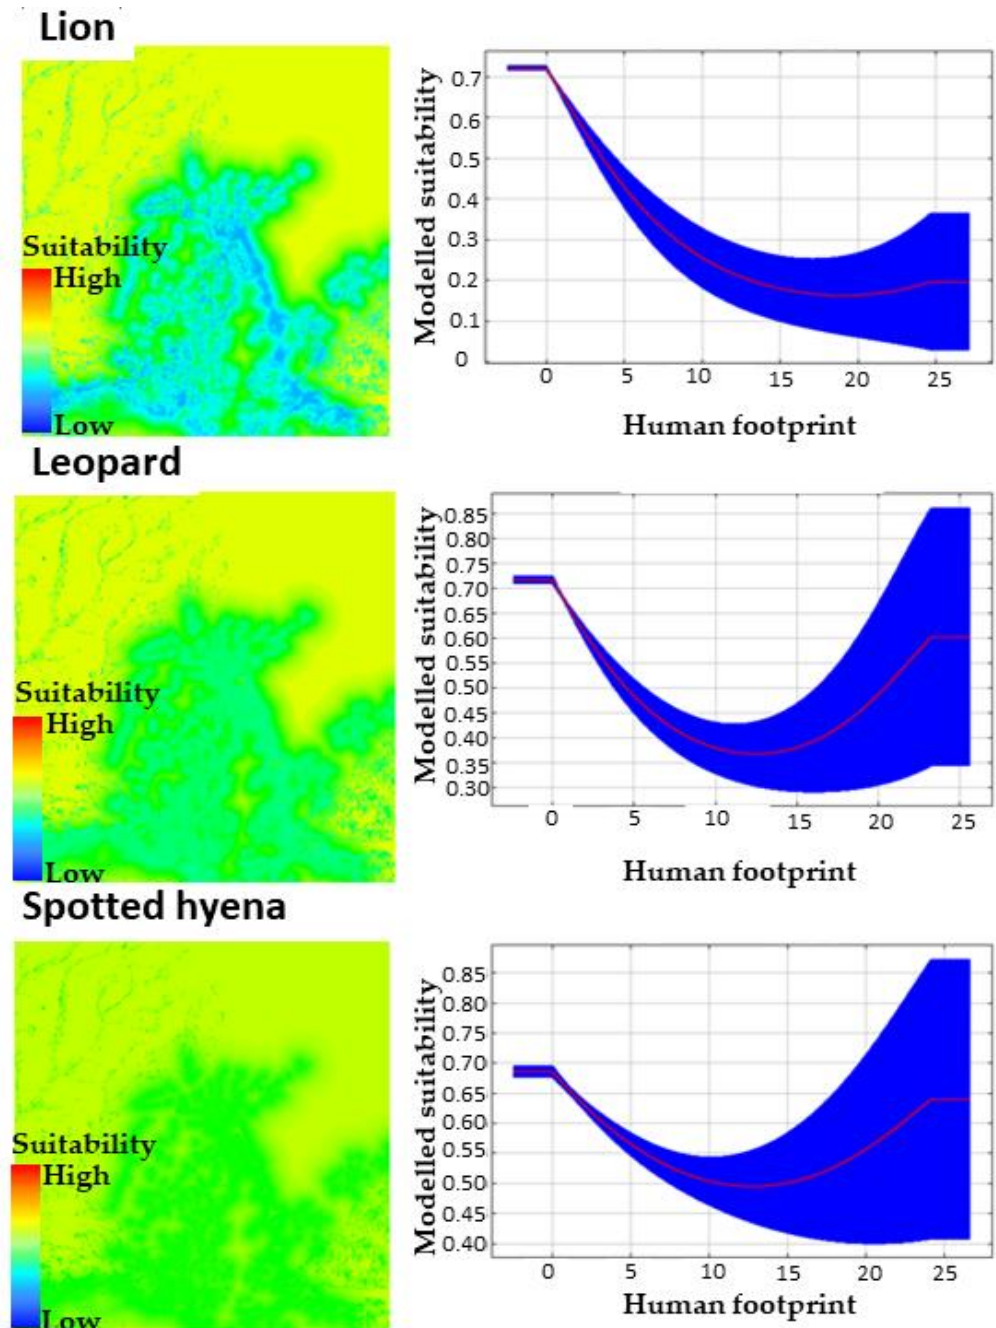 Lion
Suitability
High
Low
Modelled suitability
0.7
0.6
0.5
0.4
0.3
0.2
0.1
0
0 5 10 15 20 25
Human footprint
Leopard
Suitability
High
Low
Modelled suitability
0.85
0.80
0.75
0.70
0.65
0.60
0.55
0.50
0.45
0.40
0.35
0.30
0 5 10 15 20 25
Human footprint
Spotted hyena
Suitability
High
Low
Modelled suitability
0.85
0.80
0.75
0.70
0.65
0.60
0.55
0.50
0.45
0.40
0 5 10 15 20 25
Human footprint